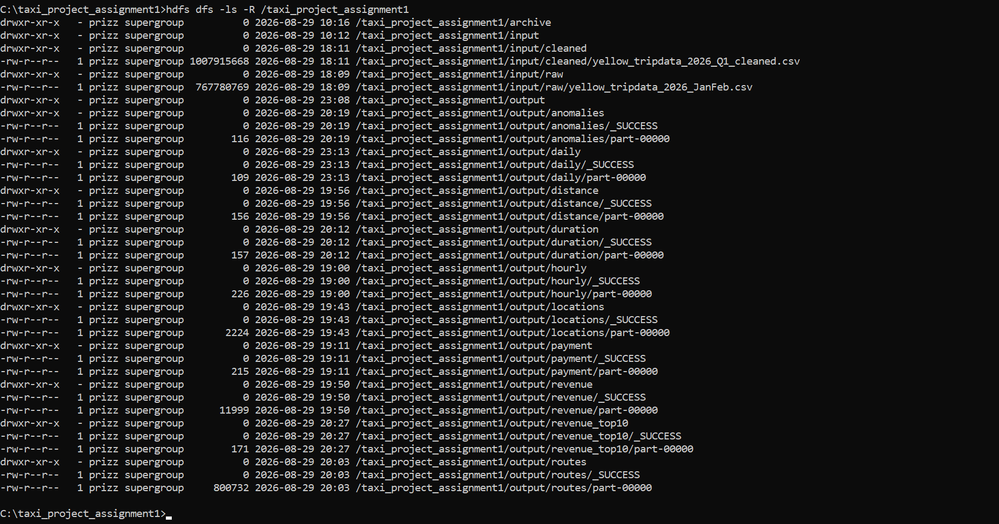 C:\taxi_project_assignment1>hdfs dfs -ls -R /taxi_project_assignment1
drwxr-xr-x   - prizz supergroup          0 2026-08-29 10:16 /taxi_project_assignment1/archive
drwxr-xr-x   - prizz supergroup          0 2026-08-29 10:12 /taxi_project_assignment1/input
drwxr-xr-x   - prizz supergroup          0 2026-08-29 18:11 /taxi_project_assignment1/input/cleaned
-rw-r--r--   1 prizz supergroup 1007915668 2026-08-29 18:11 /taxi_project_assignment1/input/cleaned/yellow_tripdata_2026_Q1_cleaned.csv
drwxr-xr-x   - prizz supergroup          0 2026-08-29 18:09 /taxi_project_assignment1/input/raw
-rw-r--r--   1 prizz supergroup  767780769 2026-08-29 18:09 /taxi_project_assignment1/input/raw/yellow_tripdata_2026_JanFeb.csv
drwxr-xr-x   - prizz supergroup          0 2026-08-29 23:08 /taxi_project_assignment1/output
drwxr-xr-x   - prizz supergroup          0 2026-08-29 20:19 /taxi_project_assignment1/output/anomalies
-rw-r--r--   1 prizz supergroup          0 2026-08-29 20:19 /taxi_project_assignment1/output/anomalies/_SUCCESS
-rw-r--r--   1 prizz supergroup        116 2026-08-29 20:19 /taxi_project_assignment1/output/anomalies/part-00000
drwxr-xr-x   - prizz supergroup          0 2026-08-29 23:13 /taxi_project_assignment1/output/daily
-rw-r--r--   1 prizz supergroup          0 2026-08-29 23:13 /taxi_project_assignment1/output/daily/_SUCCESS
-rw-r--r--   1 prizz supergroup        109 2026-08-29 23:13 /taxi_project_assignment1/output/daily/part-00000
drwxr-xr-x   - prizz supergroup          0 2026-08-29 19:56 /taxi_project_assignment1/output/distance
-rw-r--r--   1 prizz supergroup          0 2026-08-29 19:56 /taxi_project_assignment1/output/distance/_SUCCESS
-rw-r--r--   1 prizz supergroup        156 2026-08-29 19:56 /taxi_project_assignment1/output/distance/part-00000
drwxr-xr-x   - prizz supergroup          0 2026-08-29 20:12 /taxi_project_assignment1/output/duration
-rw-r--r--   1 prizz supergroup          0 2026-08-29 20:12 /taxi_project_assignment1/output/duration/_SUCCESS
-rw-r--r--   1 prizz supergroup        157 2026-08-29 20:12 /taxi_project_assignment1/output/duration/part-00000
drwxr-xr-x   - prizz supergroup          0 2026-08-29 19:00 /taxi_project_assignment1/output/hourly
-rw-r--r--   1 prizz supergroup          0 2026-08-29 19:00 /taxi_project_assignment1/output/hourly/_SUCCESS
-rw-r--r--   1 prizz supergroup        226 2026-08-29 19:00 /taxi_project_assignment1/output/hourly/part-00000
drwxr-xr-x   - prizz supergroup          0 2026-08-29 19:43 /taxi_project_assignment1/output/locations
-rw-r--r--   1 prizz supergroup          0 2026-08-29 19:43 /taxi_project_assignment1/output/locations/_SUCCESS
-rw-r--r--   1 prizz supergroup       2224 2026-08-29 19:43 /taxi_project_assignment1/output/locations/part-00000
drwxr-xr-x   - prizz supergroup          0 2026-08-29 19:11 /taxi_project_assignment1/output/payment
-rw-r--r--   1 prizz supergroup          0 2026-08-29 19:11 /taxi_project_assignment1/output/payment/_SUCCESS
-rw-r--r--   1 prizz supergroup        215 2026-08-29 19:11 /taxi_project_assignment1/output/payment/part-00000
drwxr-xr-x   - prizz supergroup          0 2026-08-29 19:50 /taxi_project_assignment1/output/revenue
-rw-r--r--   1 prizz supergroup          0 2026-08-29 19:50 /taxi_project_assignment1/output/revenue/_SUCCESS
-rw-r--r--   1 prizz supergroup      11999 2026-08-29 19:50 /taxi_project_assignment1/output/revenue/part-00000
drwxr-xr-x   - prizz supergroup          0 2026-08-29 20:27 /taxi_project_assignment1/output/revenue_top10
-rw-r--r--   1 prizz supergroup          0 2026-08-29 20:27 /taxi_project_assignment1/output/revenue_top10/_SUCCESS
-rw-r--r--   1 prizz supergroup        171 2026-08-29 20:27 /taxi_project_assignment1/output/revenue_top10/part-00000
drwxr-xr-x   - prizz supergroup          0 2026-08-29 20:03 /taxi_project_assignment1/output/routes
-rw-r--r--   1 prizz supergroup          0 2026-08-29 20:03 /taxi_project_assignment1/output/routes/_SUCCESS
-rw-r--r--   1 prizz supergroup     800732 2026-08-29 20:03 /taxi_project_assignment1/output/routes/part-00000
C:\taxi_project_assignment1>